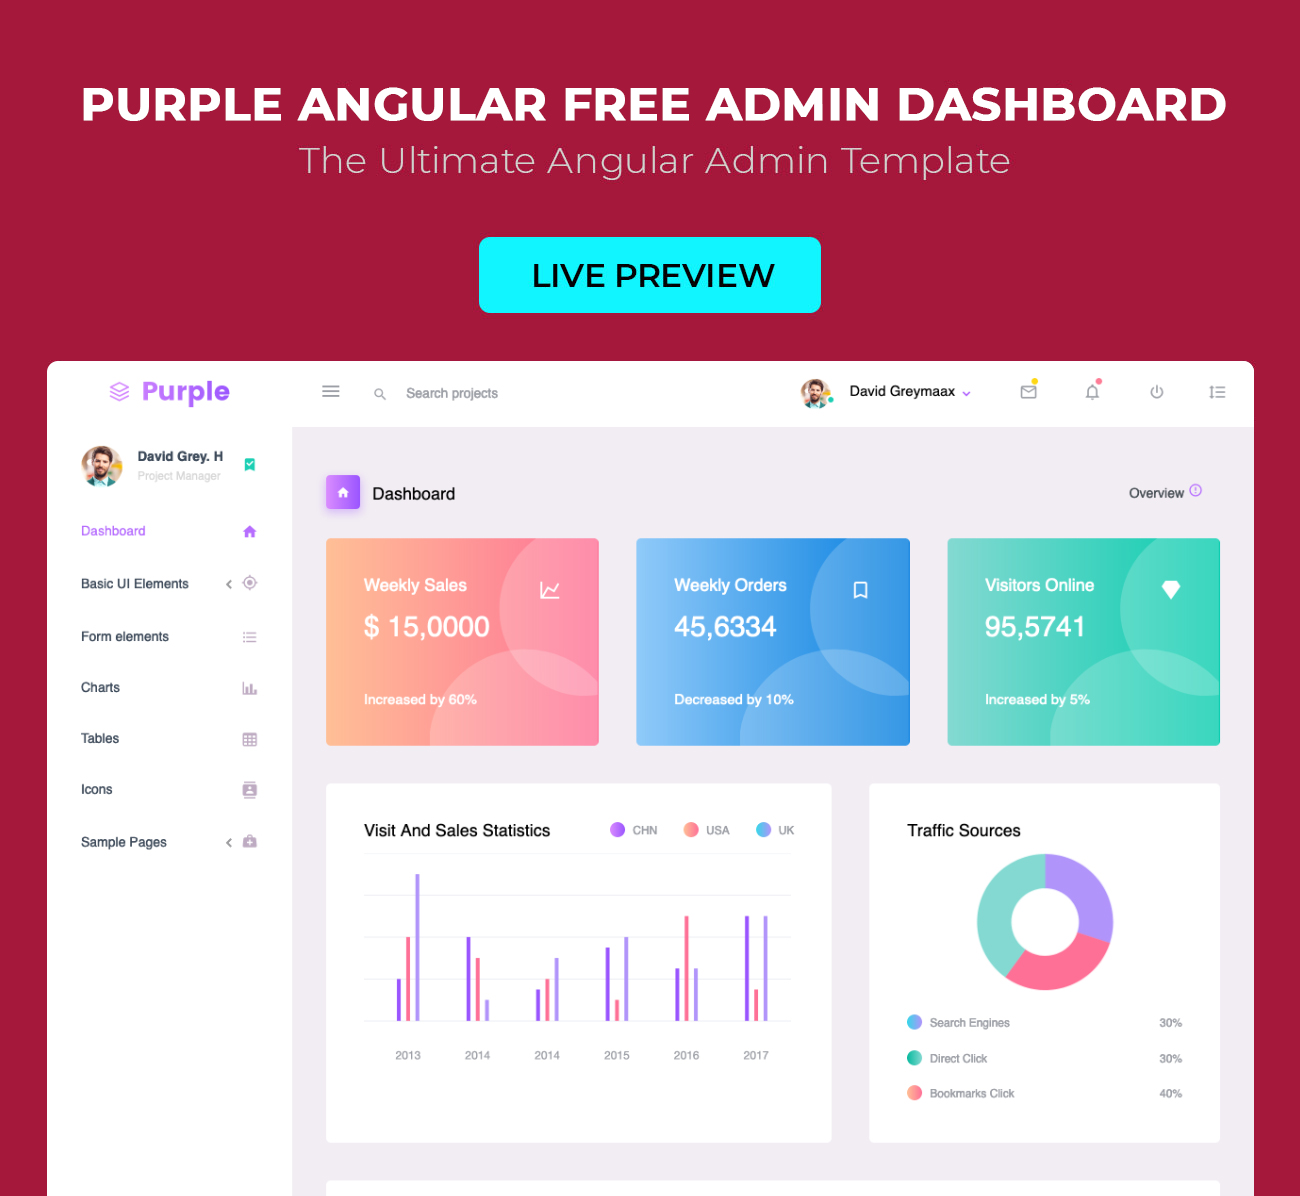 PURPLE ANGULAR FREE ADMIN DASHBOARD
The Ultimate Angular Admin Template
LIVE PREVIEW
Purple
Search projects
David Greymaax
David Grey. H
Project Manager
Dashboard
Basic UI Elements
Form elements
Charts
Tables
Icons
Sample Pages
Dashboard
Overview
Weekly Sales
$ 15,0000
Increased by 60%
Weekly Orders
45,6334
Decreased by 10%
Visitors Online
95,5741
Increased by 5%
Visit And Sales Statistics
CHN USA UK
2013 2014 2014 2015 2016 2017
Traffic Sources
Search Engines 30%
Direct Click 30%
Bookmarks Click 40%